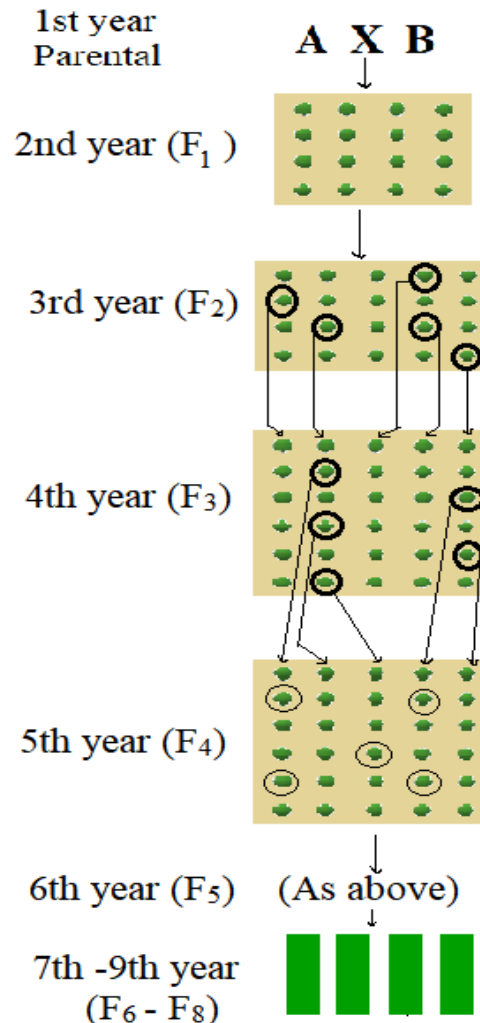 1st year
Parental
A X B
2nd year (F₁ )
3rd year (F₂)
4th year (F₃)
5th year (F₄)
6th year (F₅) (As above)
7th -9th year
(F₆ - F₈)